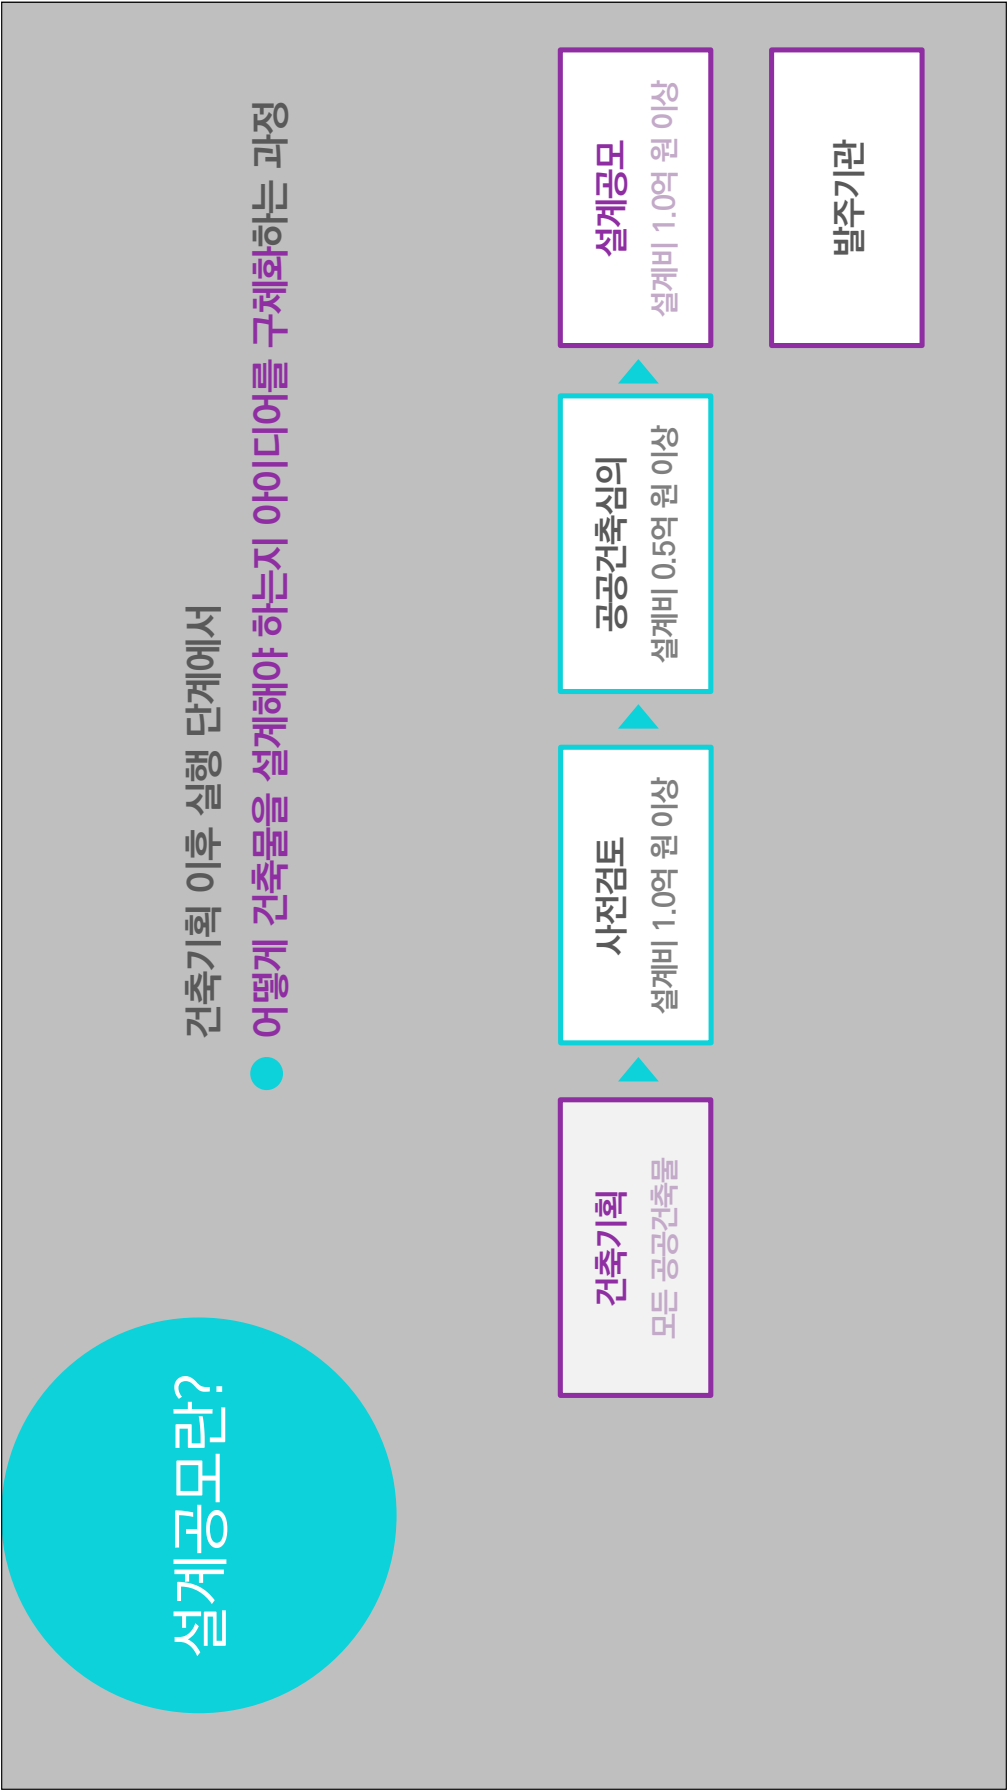 설계공모란?
건축기획 이후 실행 단계에서
어떻게 건축물을 설계해야 하는지 아이디어를 구체화하는 과정
건축기획
모든 공공건축물
사전검토
설계비 1.0억 원 이상
공공건축심의
설계비 0.5억 원 이상
설계공모
설계비 1.0억 원 이상
발주기관